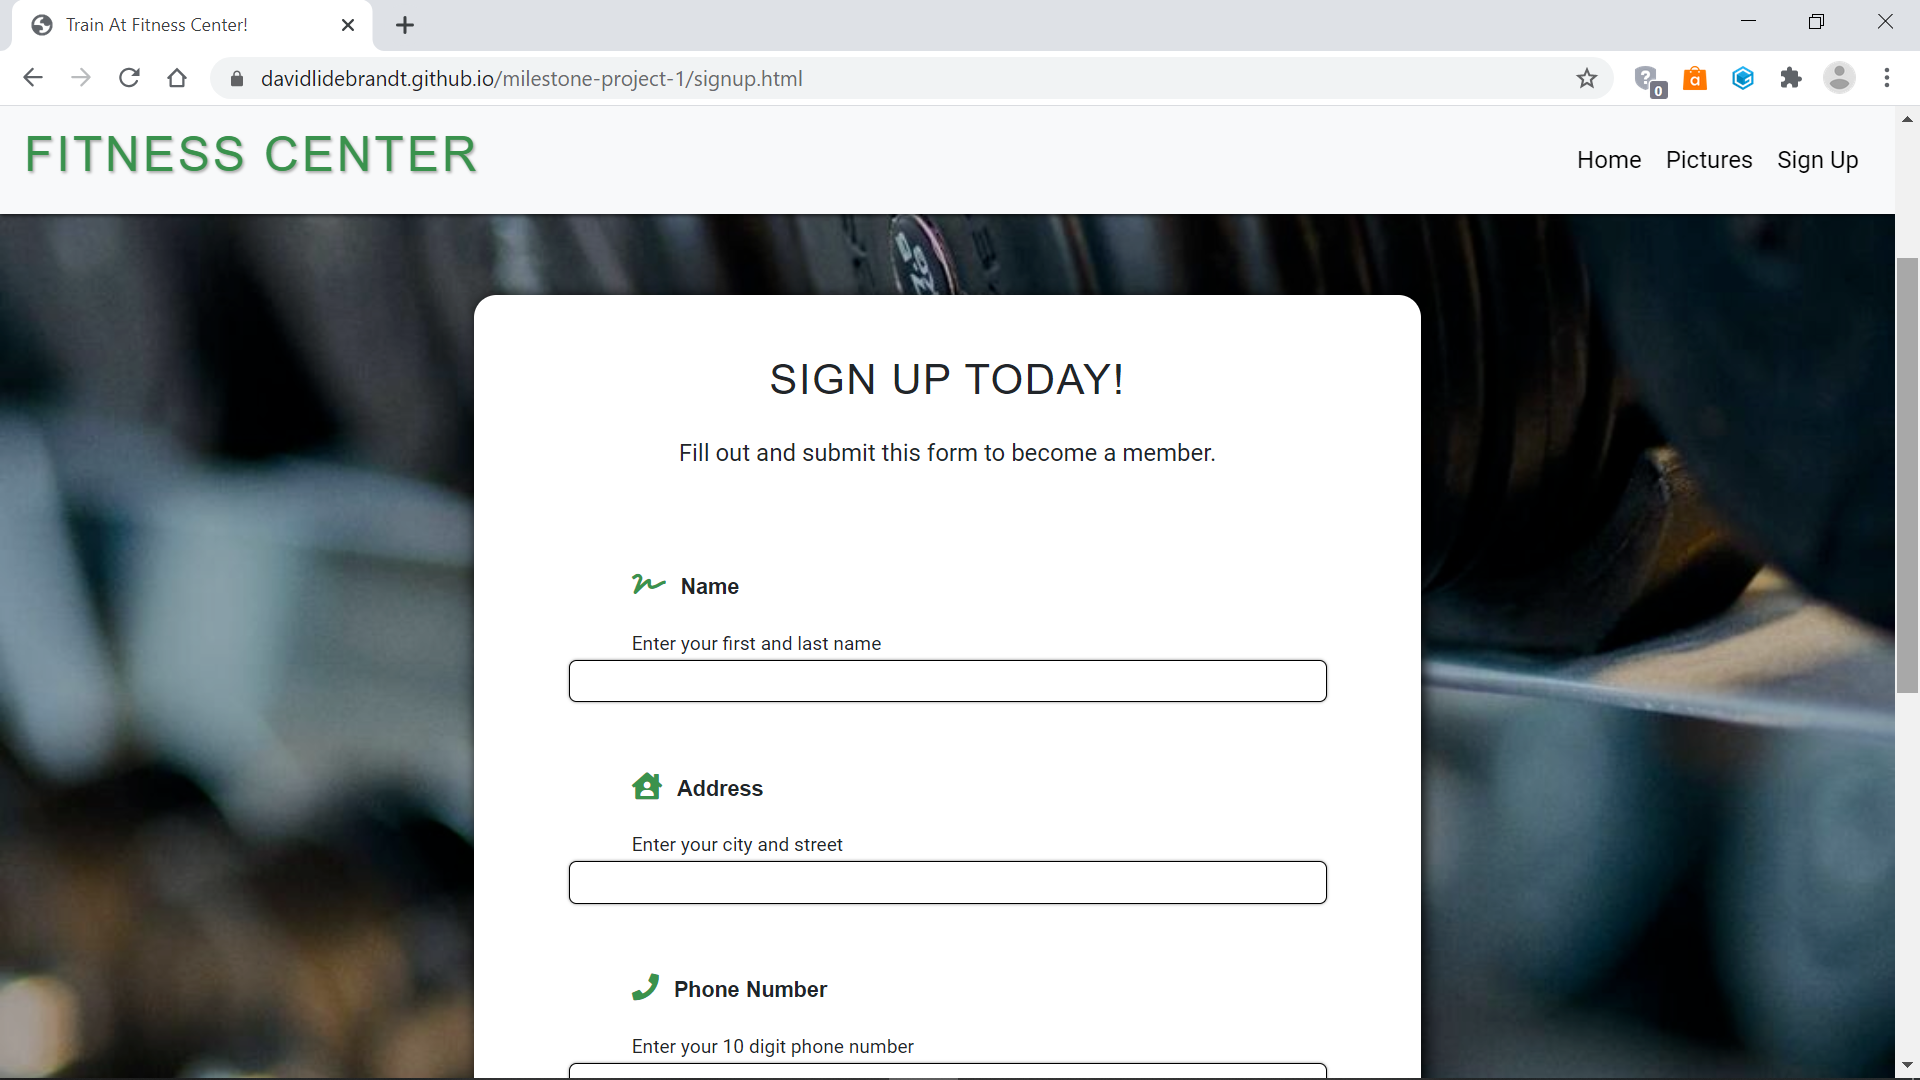 Train At Fitness Center!
davidlidebrandt.github.io/milestone-project-1/signup.html
0
FITNESS CENTER
Home Pictures Sign Up
SIGN UP TODAY!
Fill out and submit this form to become a member.
Name
Enter your first and last name
Address
Enter your city and street
Phone Number
Enter your 10 digit phone number